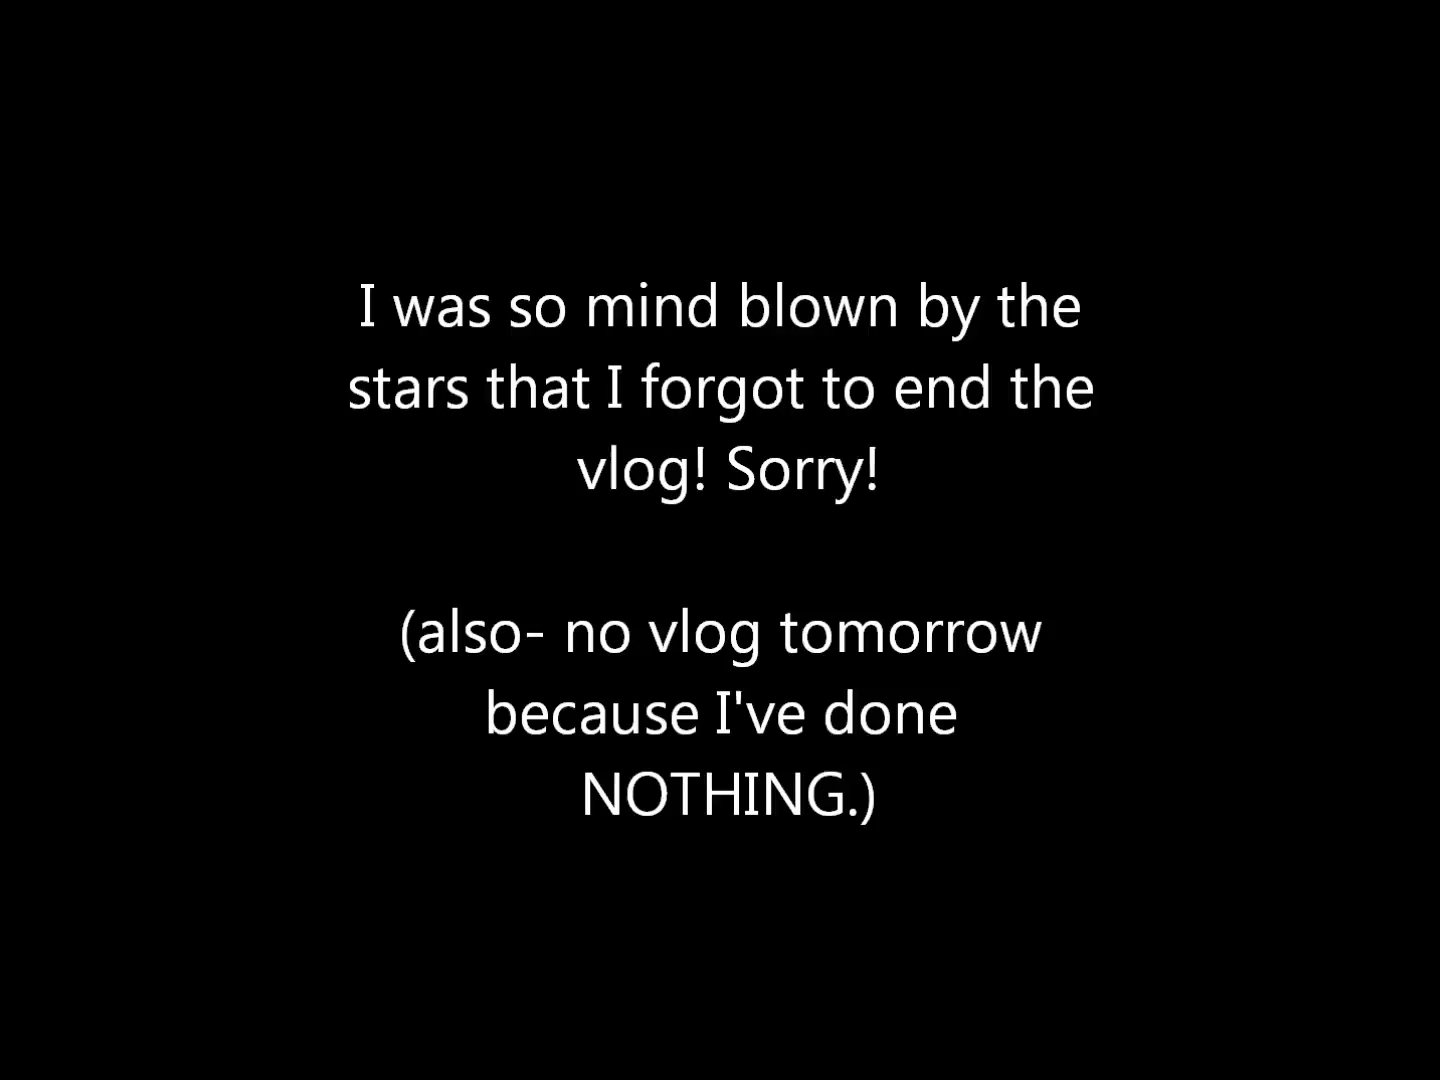 I was so mind blown by the
stars that I forgot to end the
vlog! Sorry!
(also- no vlog tomorrow
because I've done
NOTHING.)